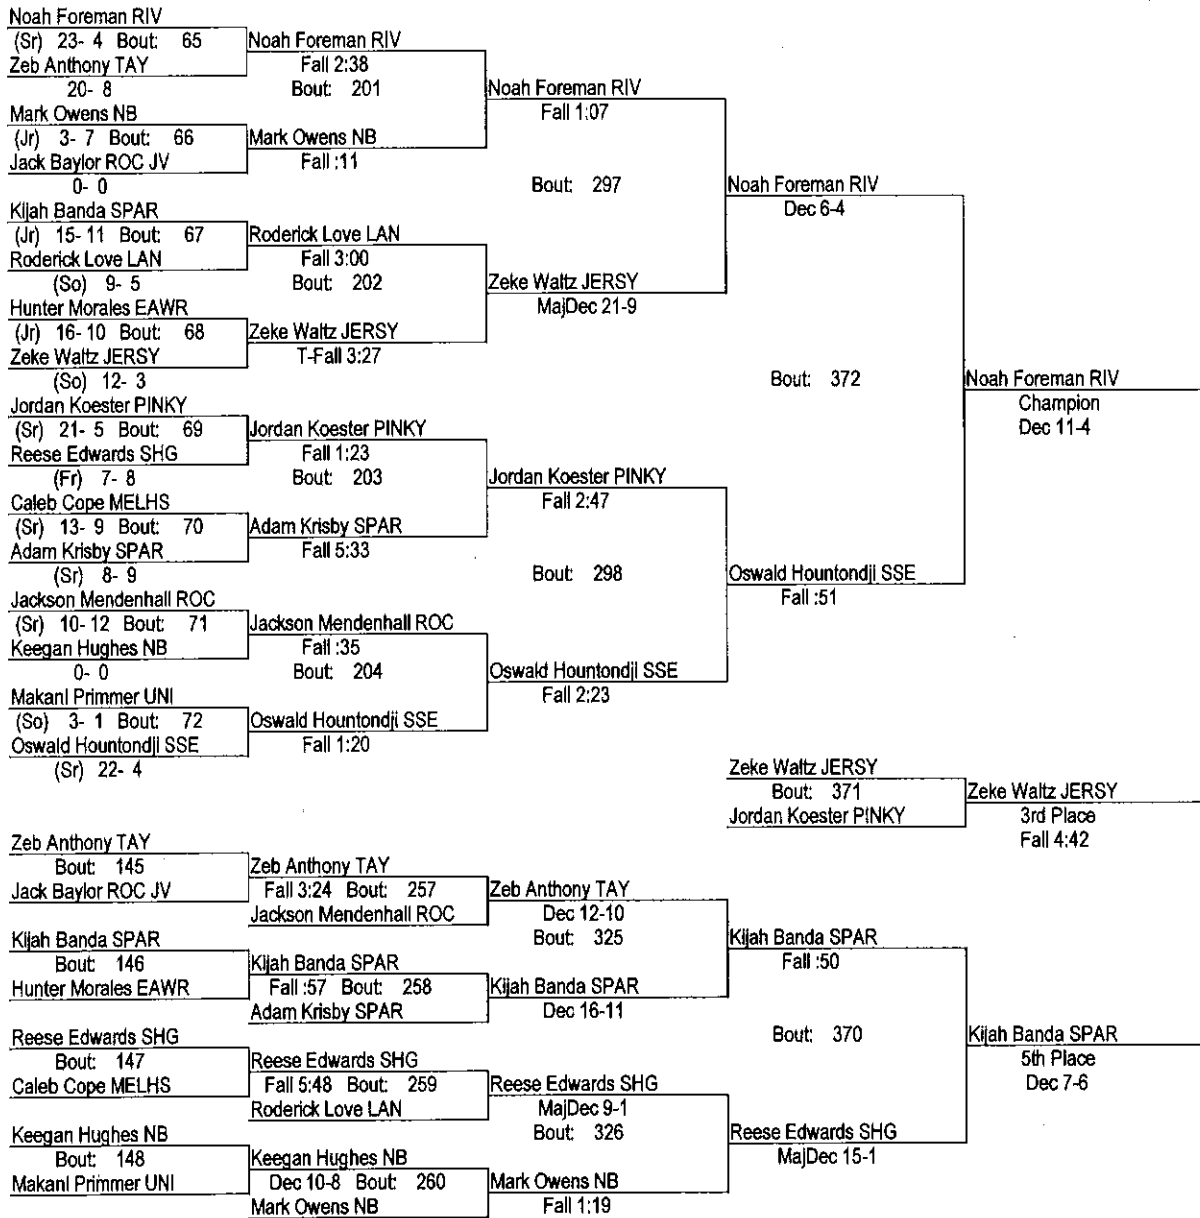 Noah Foreman RIV
(Sr) 23- 4 Bout: 65
Zeb Anthony TAY
20- 8
Mark Owens NB
(Jr) 3- 7 Bout: 66
Jack Baylor ROC JV
0- 0
Kijah Banda SPAR
(Jr) 15- 11 Bout: 67
Roderick Love LAN
(So) 9- 5
Hunter Morales EAWR
(Jr) 16- 10 Bout: 68
Zeke Waltz JERSY
(So) 12- 3
Jordan Koester PINKY
(Sr) 21- 5 Bout: 69
Reese Edwards SHG
(Fr) 7- 8
Caleb Cope MELHS
(Sr) 13- 9 Bout: 70
Adam Krisby SPAR
(Sr) 8- 9
Jackson Mendenhall ROC
(Sr) 10- 12 Bout: 71
Keegan Hughes NB
0- 0
Makani Primmer UNI
(So) 3- 1 Bout: 72
Oswald Hountondji SSE
(Sr) 22- 4
Noah Foreman RIV
Fall 2:38
Bout: 201
Mark Owens NB
Fall :11
Roderick Love LAN
Fall 3:00
Bout: 202
Zeke Waltz JERSY
T-Fall 3:27
Jordan Koester PINKY
Fall 1:23
Bout: 203
Adam Krisby SPAR
Fall 5:33
Jackson Mendenhall ROC
Fall :35
Bout: 204
Oswald Hountondji SSE
Fall 1:20
Noah Foreman RIV
Fall 1:07
Bout: 297
Zeke Waltz JERSY
MajDec 21-9
Jordan Koester PINKY
Fall 2:47
Bout: 298
Oswald Hountondji SSE
Fall 2:23
Noah Foreman RIV
Dec 6-4
Bout: 372
Oswald Hountondji SSE
Fall :51
Noah Foreman RIV
Champion
Dec 11-4
Zeke Waltz JERSY
Bout: 371
Jordan Koester PINKY
Zeke Waltz JERSY
3rd Place
Fall 4:42
Zeb Anthony TAY
Bout: 145
Jack Baylor ROC JV
Kijah Banda SPAR
Bout: 146
Hunter Morales EAWR
Reese Edwards SHG
Bout: 147
Caleb Cope MELHS
Keegan Hughes NB
Bout: 148
Makani Primmer UNI
Zeb Anthony TAY
Fall 3:24 Bout: 257
Jackson Mendenhall ROC
Kijah Banda SPAR
Fall :57 Bout: 258
Adam Krisby SPAR
Reese Edwards SHG
Fall 5:48 Bout: 259
Roderick Love LAN
Keegan Hughes NB
Dec 10-8 Bout: 260
Mark Owens NB
Zeb Anthony TAY
Dec 12-10
Bout: 325
Kijah Banda SPAR
Dec 16-11
Reese Edwards SHG
MajDec 9-1
Bout: 326
Mark Owens NB
Fall 1:19
Kijah Banda SPAR
Fall :50
Bout: 370
Reese Edwards SHG
MajDec 15-1
Kijah Banda SPAR
5th Place
Dec 7-6